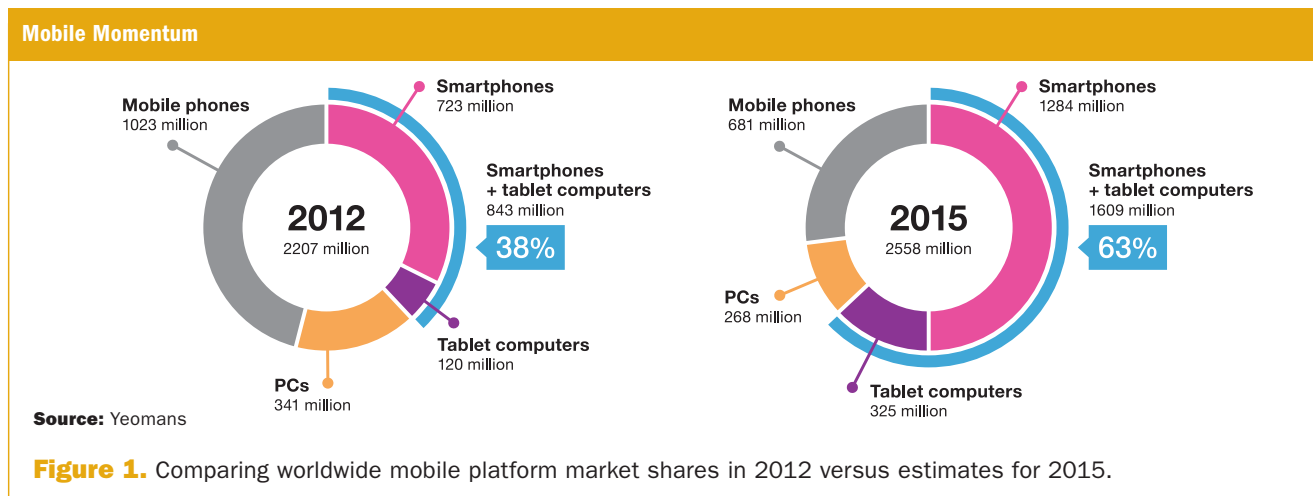 Mobile Momentum
Mobile phones
1023 million
Smartphones
723 million
Smartphones
+ tablet computers
843 million
38%
2012
2207 million
Tablet computers
120 million
PCs
341 million
Mobile phones
681 million
Smartphones
1284 million
Smartphones
+ tablet computers
1609 million
63%
2015
2558 million
PCs
268 million
Tablet computers
325 million
Source: Yeomans
Figure 1. Comparing worldwide mobile platform market shares in 2012 versus estimates for 2015.